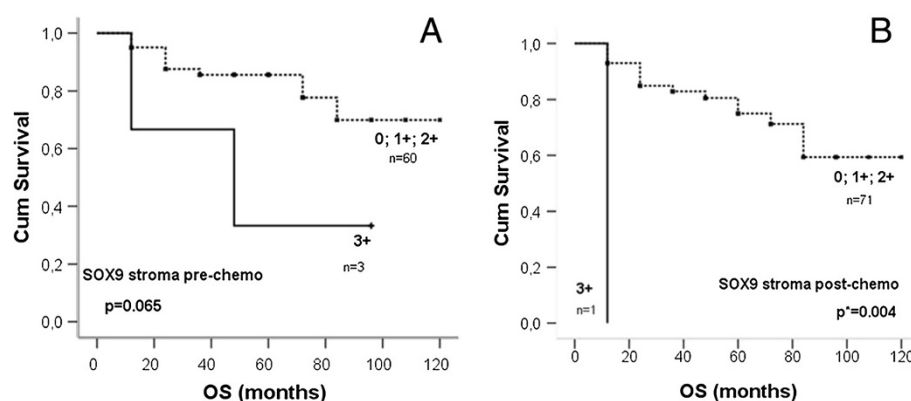 A
1,0
0,8
0,6
0,4
0,2
0,0
Cum Survival
0; 1+; 2+
n=60
3+
n=3
SOX9 stroma pre-chemo
p=0.065
0 20 40 60 80 100 120
OS (months)
B
1,0
0,8
0,6
0,4
0,2
0,0
Cum Survival
0; 1+; 2+
n=71
3+
n=1
SOX9 stroma post-chemo
p*=0.004
0 20 40 60 80 100 120
OS (months)